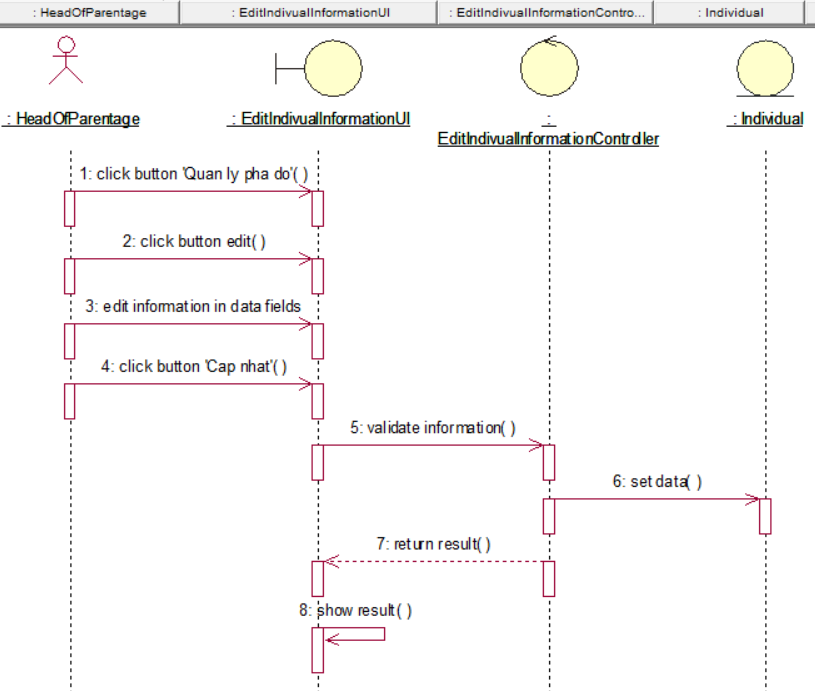 : HeadOfParentage
: EditIndivualInformationUI
: EditIndivualInformationContro...
: Individual
: HeadOfParentage
: EditIndivualInformationUI
:
EditIndivualInformationController
: Individual
1: click button 'Quan ly pha do'( )
2: click button edit( )
3: edit information in data fields
4: click button 'Cap nhat'( )
5: validate information( )
6: set data( )
7: return result( )
8: show result( )